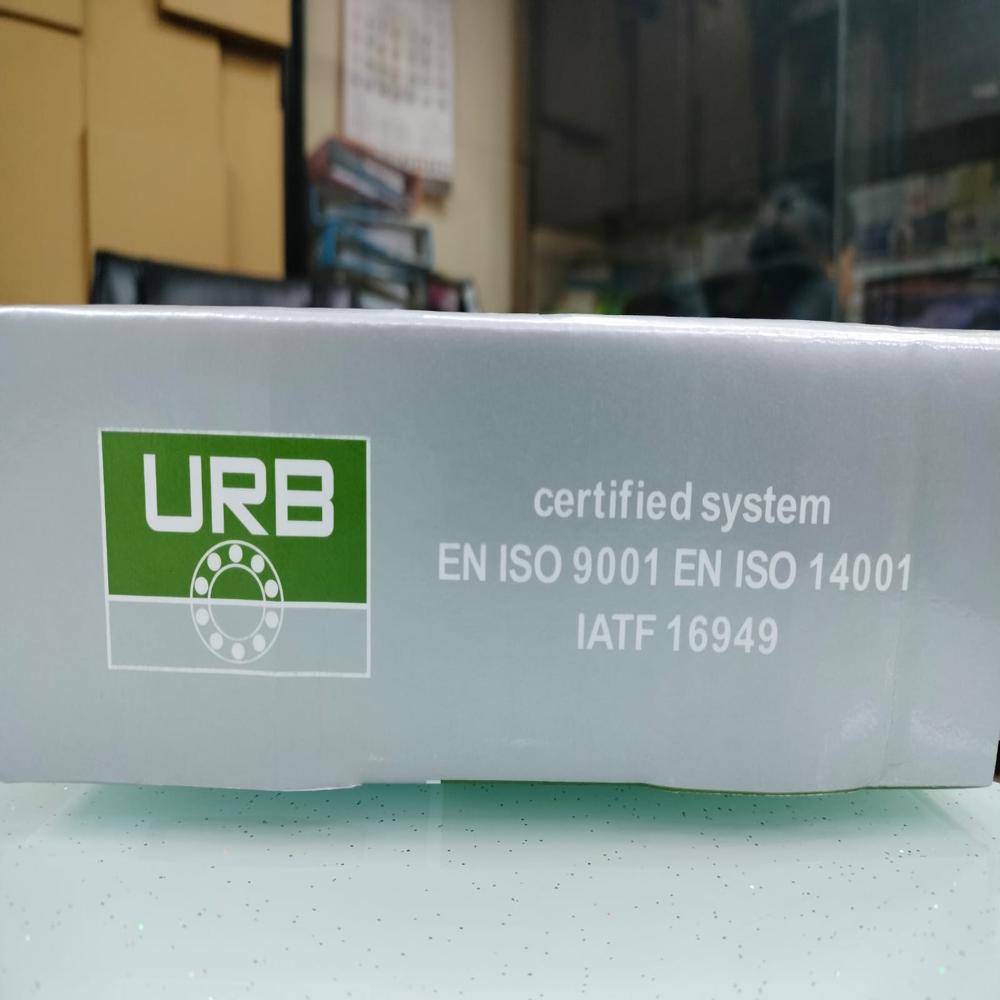 URB
certified system
EN ISO 9001 EN ISO 14001
IATF 16949